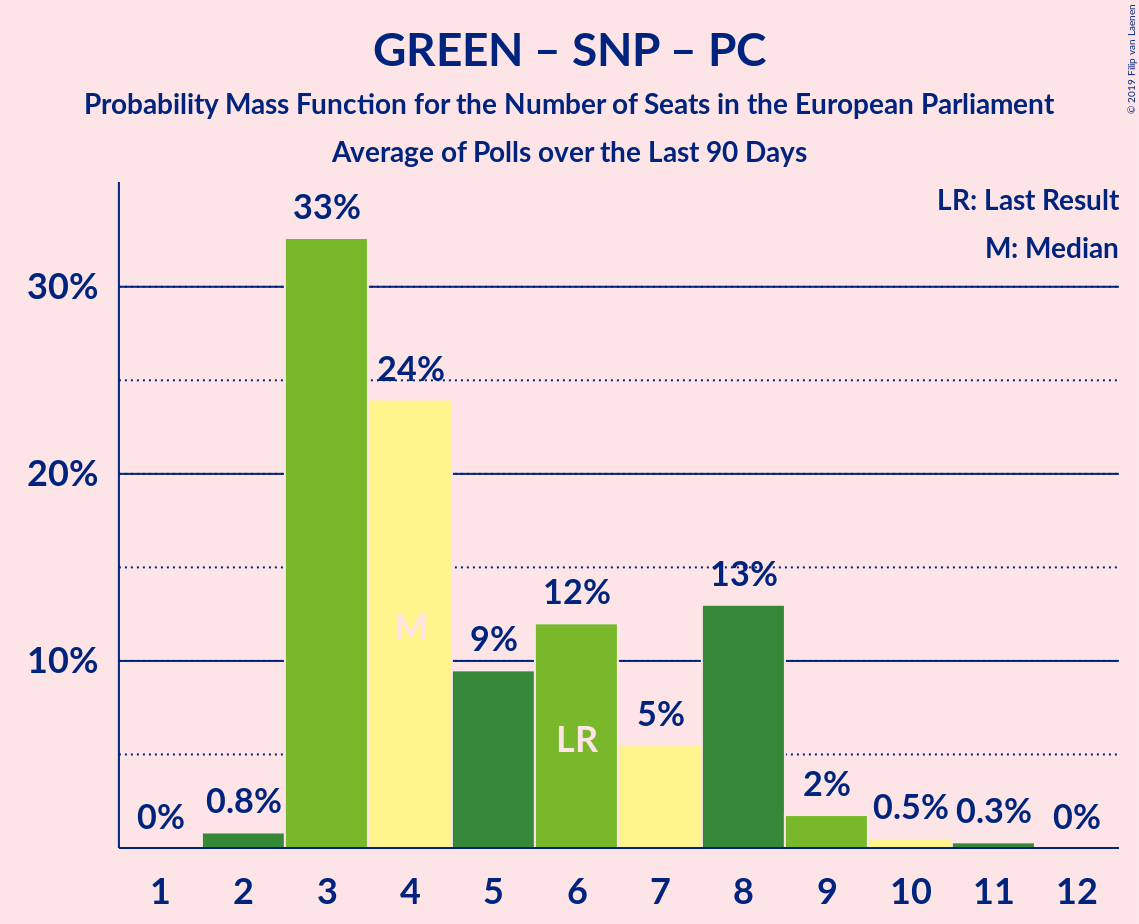 GREEN – SNP – PC
Probability Mass Function for the Number of Seats in the European Parliament
Average of Polls over the Last 90 Days
© 2019 Filip van Laenen
LR: Last Result
M: Median
30%
20%
10%
0%
0.8%
33%
24%
9%
12%
5%
13%
2%
0.5%
0.3%
0%
M
LR
1 2 3 4 5 6 7 8 9 10 11 12